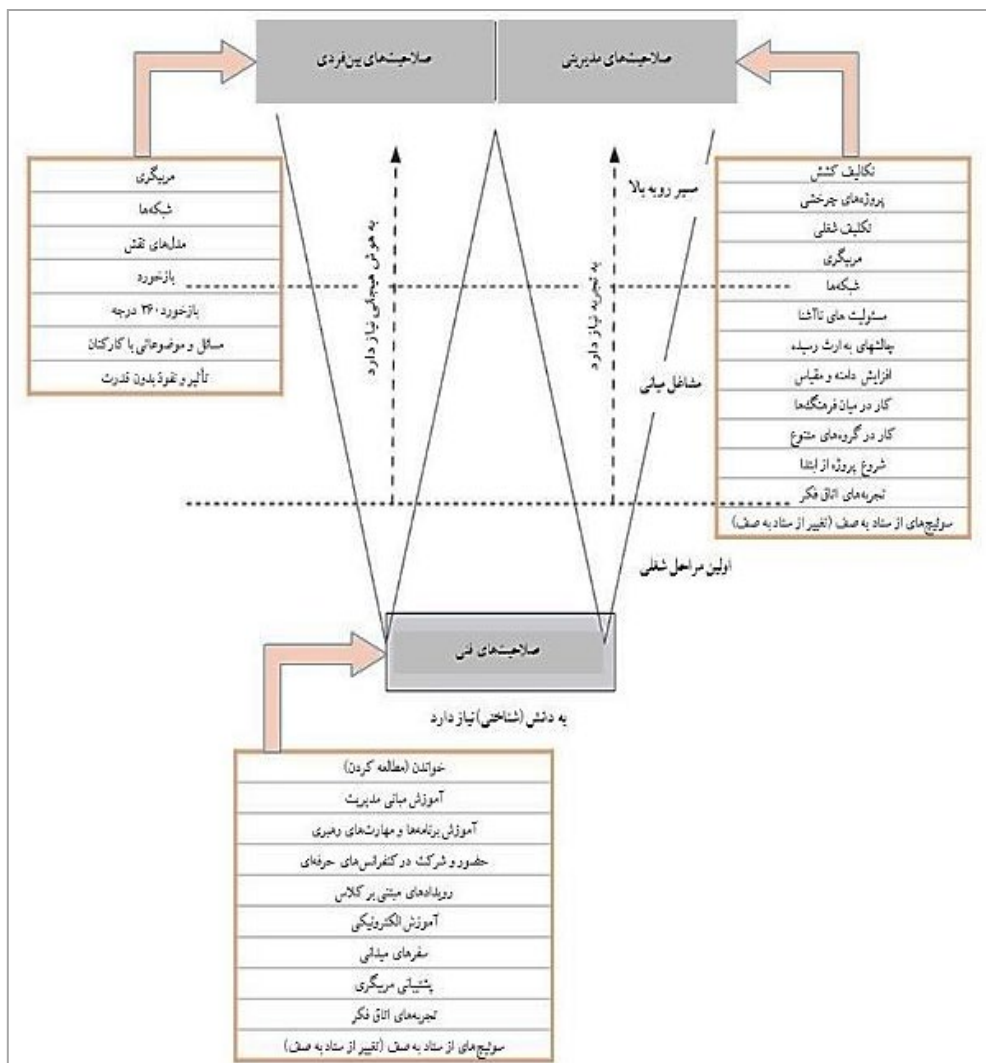 صلاحیت‌های مدیریتی
صلاحیت‌های بین‌فردی
تکالیف کشش
پروژه‌های چرخشی
تکلیف شغلی
مربیگری
شبکه‌ها
مسئولیت های ناآشنا
چالشهای به ارث رسیده
افزایش دامنه و مقیاس
کار در میان فرهنگ‌ها
کار در گروه‌های متنوع
شروع پروژه از ابتدا
تجربه‌های اتاق فکر
سوئیچ‌های از ستاد به صف (تغییر از ستاد به صف)
مسیر رو به بالا
مشاغل میانی
اولین مراحل شغلی
به تجربه نیاز دارد
به هوش هیجانی نیاز دارد
مربیگری
شبکه‌ها
مدل‌های نقش
بازخورد
بازخورد ۳۶۰ درجه
مسائل و موضوعاتی با کارکنان
تأثیر و نفوذ بدون قدرت
صلاحیت‌های فنی
به دانش (شناختی) نیاز دارد
خواندن (مطالعه کردن)
آموزش مبانی مدیریت
آموزش برنامه‌ها و مهارت‌های رهبری
حضور و شرکت در کنفرانس‌های حرفه‌ای
رویدادهای مبتنی بر کلاس
آموزش الکترونیکی
سفرهای میدانی
پشتیبانی مربیگری
تجربه‌های اتاق فکر
سوئیچ‌های از ستاد به صف (تغییر از ستاد به صف)